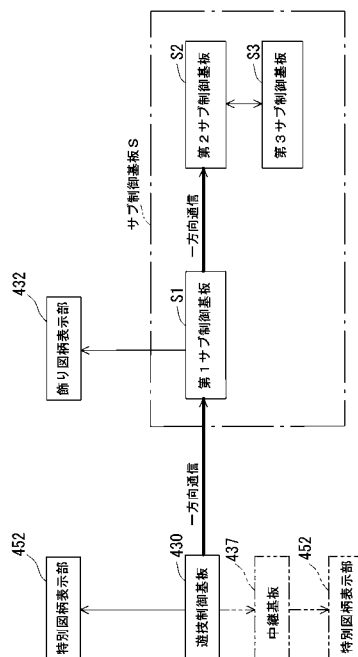 452
特別図柄表示部
430
遊技制御基板
437
中継基板
452
特別図柄表示部
一方向通信
432
飾り図柄表示部
サブ制御基板S
S1
第1サブ制御基板
一方向通信
S2
第2サブ制御基板
S3
第3サブ制御基板